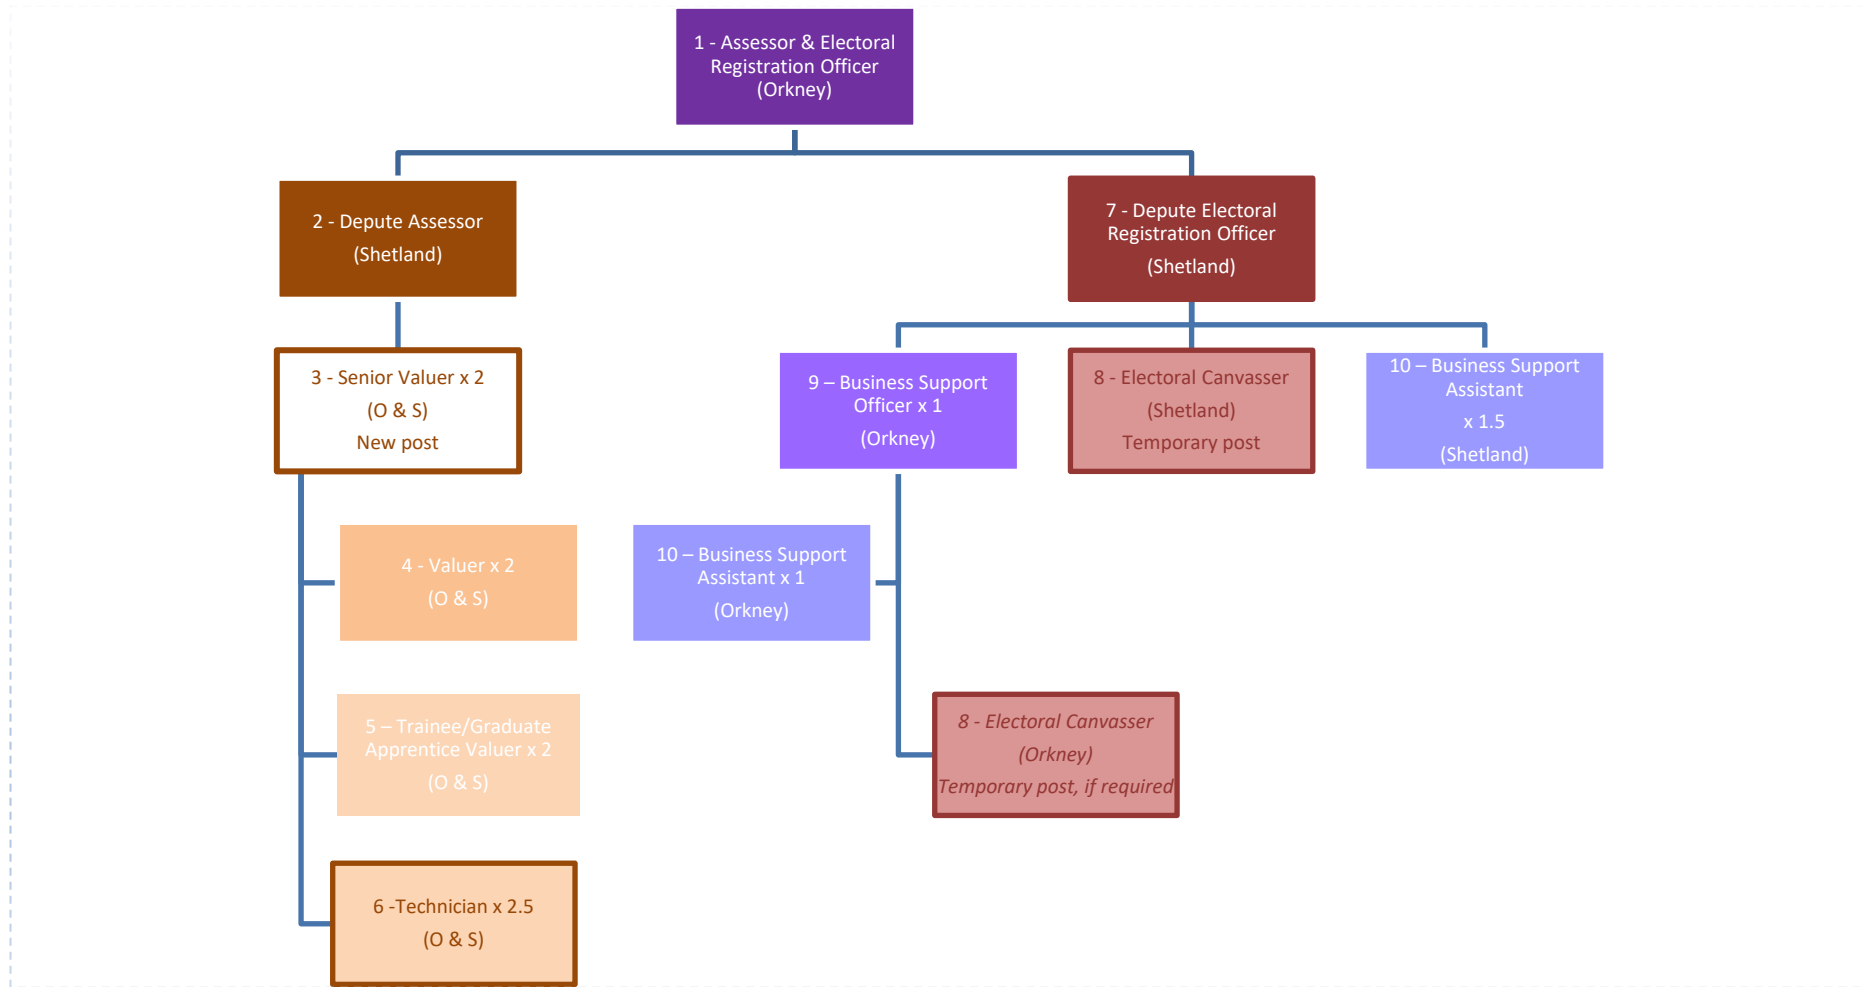 1 - Assessor & Electoral
Registration Officer
(Orkney)
2 - Depute Assessor
(Shetland)
7 - Depute Electoral
Registration Officer
(Shetland)
3 - Senior Valuer x 2
(O & S)
New post
9 – Business Support
Officer x 1
(Orkney)
8 - Electoral Canvasser
(Shetland)
Temporary post
10 – Business Support
Assistant
x 1.5
(Shetland)
4 - Valuer x 2
(O & S)
10 – Business Support
Assistant x 1
(Orkney)
5 – Trainee/Graduate
Apprentice Valuer x 2
(O & S)
8 - Electoral Canvasser
(Orkney)
Temporary post, if required
6 -Technician x 2.5
(O & S)